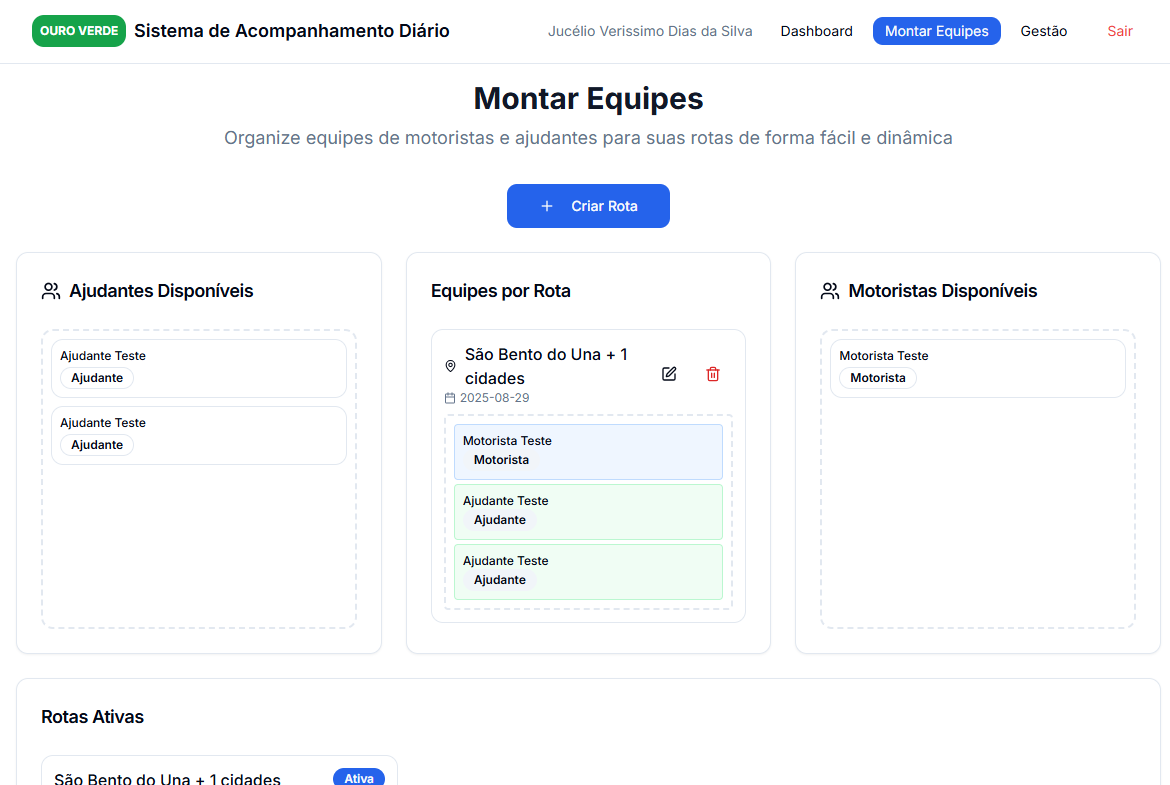 OURO VERDE
Sistema de Acompanhamento Diário
Jucélio Verissimo Dias da Silva
Dashboard
Montar Equipes
Gestão
Sair
Montar Equipes
Organize equipes de motoristas e ajudantes para suas rotas de forma fácil e dinâmica
Criar Rota
Ajudantes Disponíveis
Ajudante Teste
Ajudante
Ajudante Teste
Ajudante
Equipes por Rota
São Bento do Una + 1
cidades
2025-08-29
Motorista Teste
Motorista
Ajudante Teste
Ajudante
Ajudante Teste
Ajudante
Motoristas Disponíveis
Motorista Teste
Motorista
Rotas Ativas
São Bento do Una + 1 cidades
Ativa